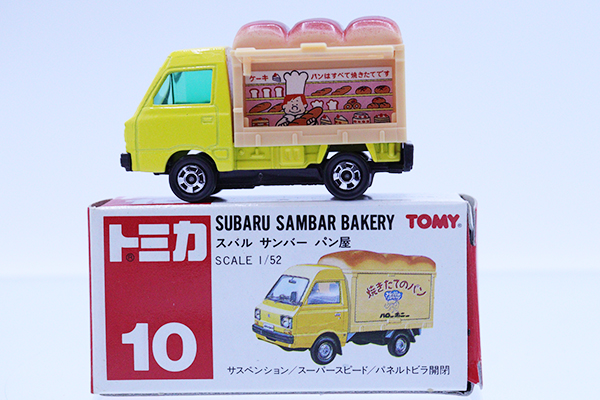 ケーキ パンはすべて焼きたてです
トミカ
SUBARU SAMBAR BAKERY TOMY
スバル サンバー パン屋
SCALE 1/52
焼きたてのパン
10
サスペンション/スーパースピード/パネルトビラ開閉